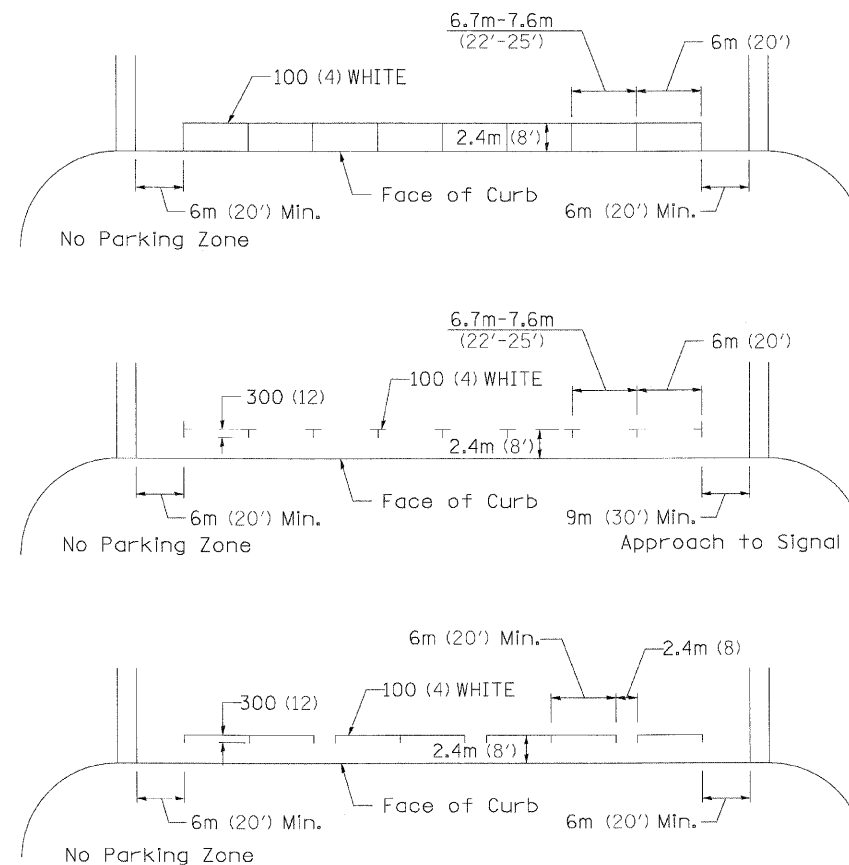 6.7m-7.6m
(22'-25')
6m (20')
100 (4) WHITE
2.4m (8')
Face of Curb
6m (20') Min.
6m (20') Min.
No Parking Zone
6.7m-7.6m
(22'-25')
6m (20')
300 (12)
100 (4) WHITE
2.4m (8')
Face of Curb
6m (20') Min.
9m (30') Min.
No Parking Zone
Approach to Signal
6m (20') Min.
2.4m (8)
300 (12)
100 (4) WHITE
2.4m (8')
Face of Curb
6m (20') Min.
6m (20') Min.
No Parking Zone